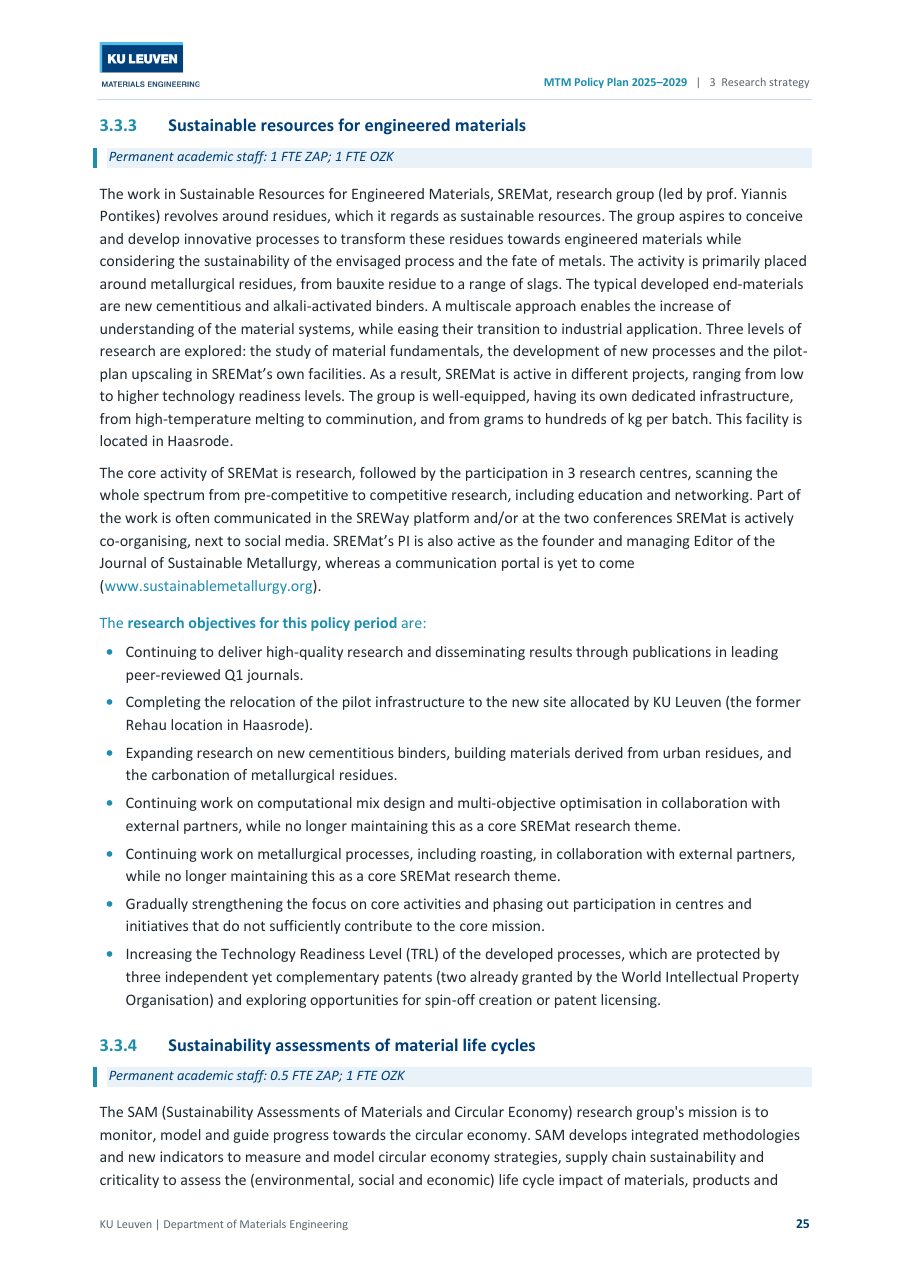 KU LEUVEN
MATERIALS ENGINEERING
MTM Policy Plan 2025–2029 | 3 Research strategy
3.3.3 Sustainable resources for engineered materials
Permanent academic staff: 1 FTE ZAP; 1 FTE OZK
The work in Sustainable Resources for Engineered Materials, SREMat, research group (led by prof. Yiannis
Pontikes) revolves around residues, which it regards as sustainable resources. The group aspires to conceive
and develop innovative processes to transform these residues towards engineered materials while
considering the sustainability of the envisaged process and the fate of metals. The activity is primarily placed
around metallurgical residues, from bauxite residue to a range of slags. The typical developed end-materials
are new cementitious and alkali-activated binders. A multiscale approach enables the increase of
understanding of the material systems, while easing their transition to industrial application. Three levels of
research are explored: the study of material fundamentals, the development of new processes and the pilot-
plan upscaling in SREMat’s own facilities. As a result, SREMat is active in different projects, ranging from low
to higher technology readiness levels. The group is well-equipped, having its own dedicated infrastructure,
from high-temperature melting to comminution, and from grams to hundreds of kg per batch. This facility is
located in Haasrode.
The core activity of SREMat is research, followed by the participation in 3 research centres, scanning the
whole spectrum from pre-competitive to competitive research, including education and networking. Part of
the work is often communicated in the SREWay platform and/or at the two conferences SREMat is actively
co-organising, next to social media. SREMat’s PI is also active as the founder and managing Editor of the
Journal of Sustainable Metallurgy, whereas a communication portal is yet to come
(www.sustainablemetallurgy.org).
The research objectives for this policy period are:
• Continuing to deliver high-quality research and disseminating results through publications in leading
peer-reviewed Q1 journals.
• Completing the relocation of the pilot infrastructure to the new site allocated by KU Leuven (the former
Rehau location in Haasrode).
• Expanding research on new cementitious binders, building materials derived from urban residues, and
the carbonation of metallurgical residues.
• Continuing work on computational mix design and multi-objective optimisation in collaboration with
external partners, while no longer maintaining this as a core SREMat research theme.
• Continuing work on metallurgical processes, including roasting, in collaboration with external partners,
while no longer maintaining this as a core SREMat research theme.
• Gradually strengthening the focus on core activities and phasing out participation in centres and
initiatives that do not sufficiently contribute to the core mission.
• Increasing the Technology Readiness Level (TRL) of the developed processes, which are protected by
three independent yet complementary patents (two already granted by the World Intellectual Property
Organisation) and exploring opportunities for spin-off creation or patent licensing.
3.3.4 Sustainability assessments of material life cycles
Permanent academic staff: 0.5 FTE ZAP; 1 FTE OZK
The SAM (Sustainability Assessments of Materials and Circular Economy) research group's mission is to
monitor, model and guide progress towards the circular economy. SAM develops integrated methodologies
and new indicators to measure and model circular economy strategies, supply chain sustainability and
criticality to assess the (environmental, social and economic) life cycle impact of materials, products and
KU Leuven | Department of Materials Engineering
25